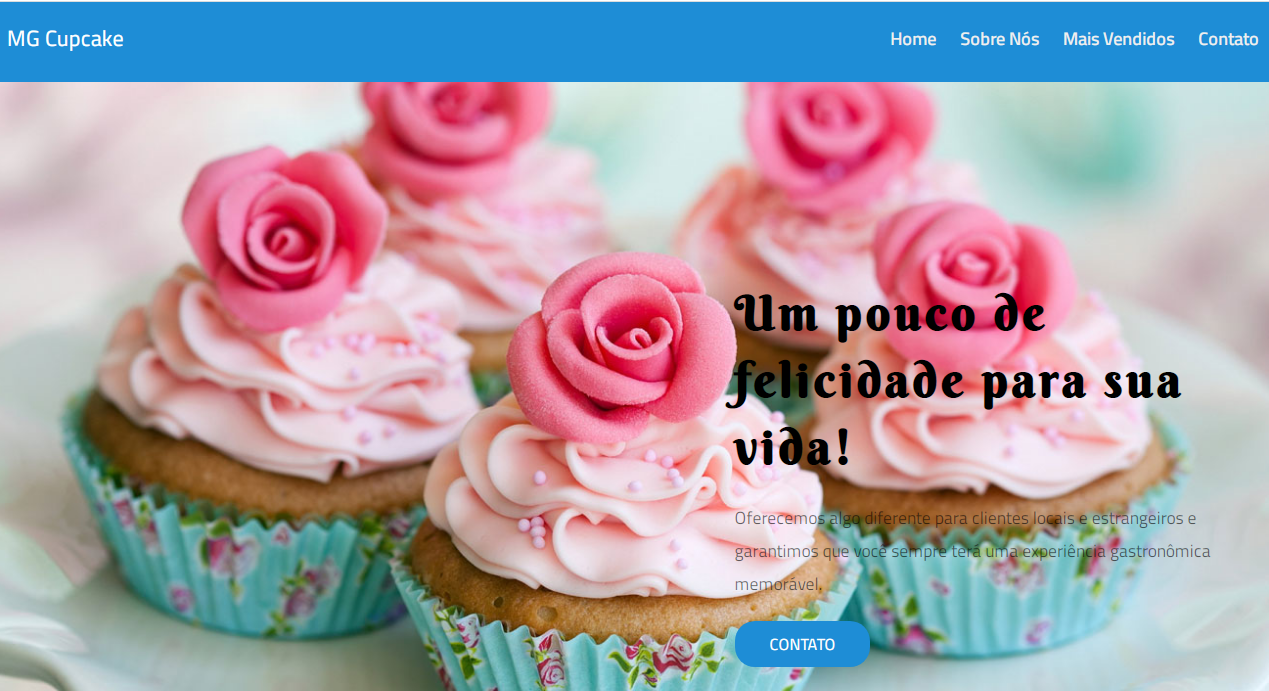 MG Cupcake
Home Sobre Nós Mais Vendidos Contato
Um pouco de
felicidade para sua
vida!
Oferecemos algo diferente para clientes locais e estrangeiros e
garantimos que você sempre terá uma experiência gastronômica
memorável.
CONTATO